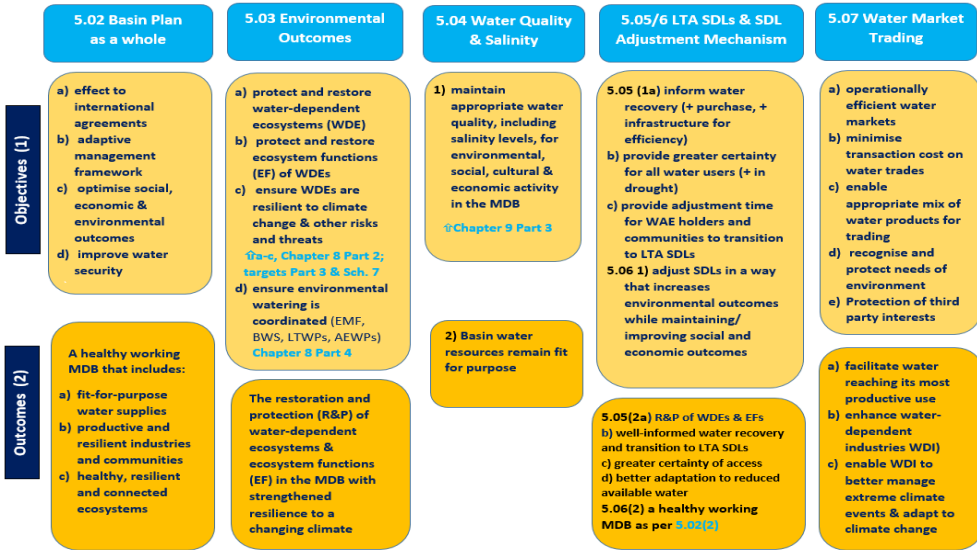 5.02 Basin Plan
as a whole
5.03 Environmental
Outcomes
5.04 Water Quality
& Salinity
5.05/6 LTA SDLs & SDL
Adjustment Mechanism
5.07 Water Market
Trading
Objectives (1)
a) effect to
international
agreements
b) adaptive
management
framework
c) optimise social,
economic &
environmental
outcomes
d) improve water
security
a) protect and restore
water-dependent
ecosystems (WDE)
b) protect and restore
ecosystem functions
(EF) of WDEs
c) ensure WDEs are
resilient to climate
change & other risks
and threats
⇧a-c, Chapter 8 Part 2;
targets Part 3 & Sch. 7
d) ensure environmental
watering is
coordinated (EMF,
BWS, LTWPs, AEWPs)
Chapter 8 Part 4
1) maintain
appropriate water
quality, including
salinity levels, for
environmental,
social, cultural &
economic activity
in the MDB
⇧Chapter 9 Part 3
5.05 (1a) inform water
recovery (+ purchase, +
infrastructure for
efficiency)
b) provide greater certainty
for all water users (+ in
drought)
c) provide adjustment time
for WAE holders and
communities to transition
to LTA SDLs
5.06 1) adjust SDLs in a way
that increases
environmental outcomes
while maintaining/
improving social and
economic outcomes
a) operationally
efficient water
markets
b) minimise
transaction cost on
water trades
c) enable
appropriate mix of
water products for
trading
d) recognise and
protect needs of
environment
e) Protection of third
party interests
Outcomes (2)
A healthy working
MDB that includes:
a) fit-for-purpose
water supplies
b) productive and
resilient industries
and communities
c) healthy, resilient
and connected
ecosystems
The restoration and
protection (R&P) of
water-dependent
ecosystems &
ecosystem functions
(EF) in the MDB with
strengthened
resilience to a
changing climate
2) Basin water
resources remain fit
for purpose
5.05(2a) R&P of WDEs & EFs
b) well-informed water recovery
and transition to LTA SDLs
c) greater certainty of access
d) better adaptation to reduced
available water
5.06(2) a healthy working
MDB as per 5.02(2)
a) facilitate water
reaching its most
productive use
b) enhance water-
dependent
industries WDI)
c) enable WDI to
better manage
extreme climate
events & adapt to
climate change